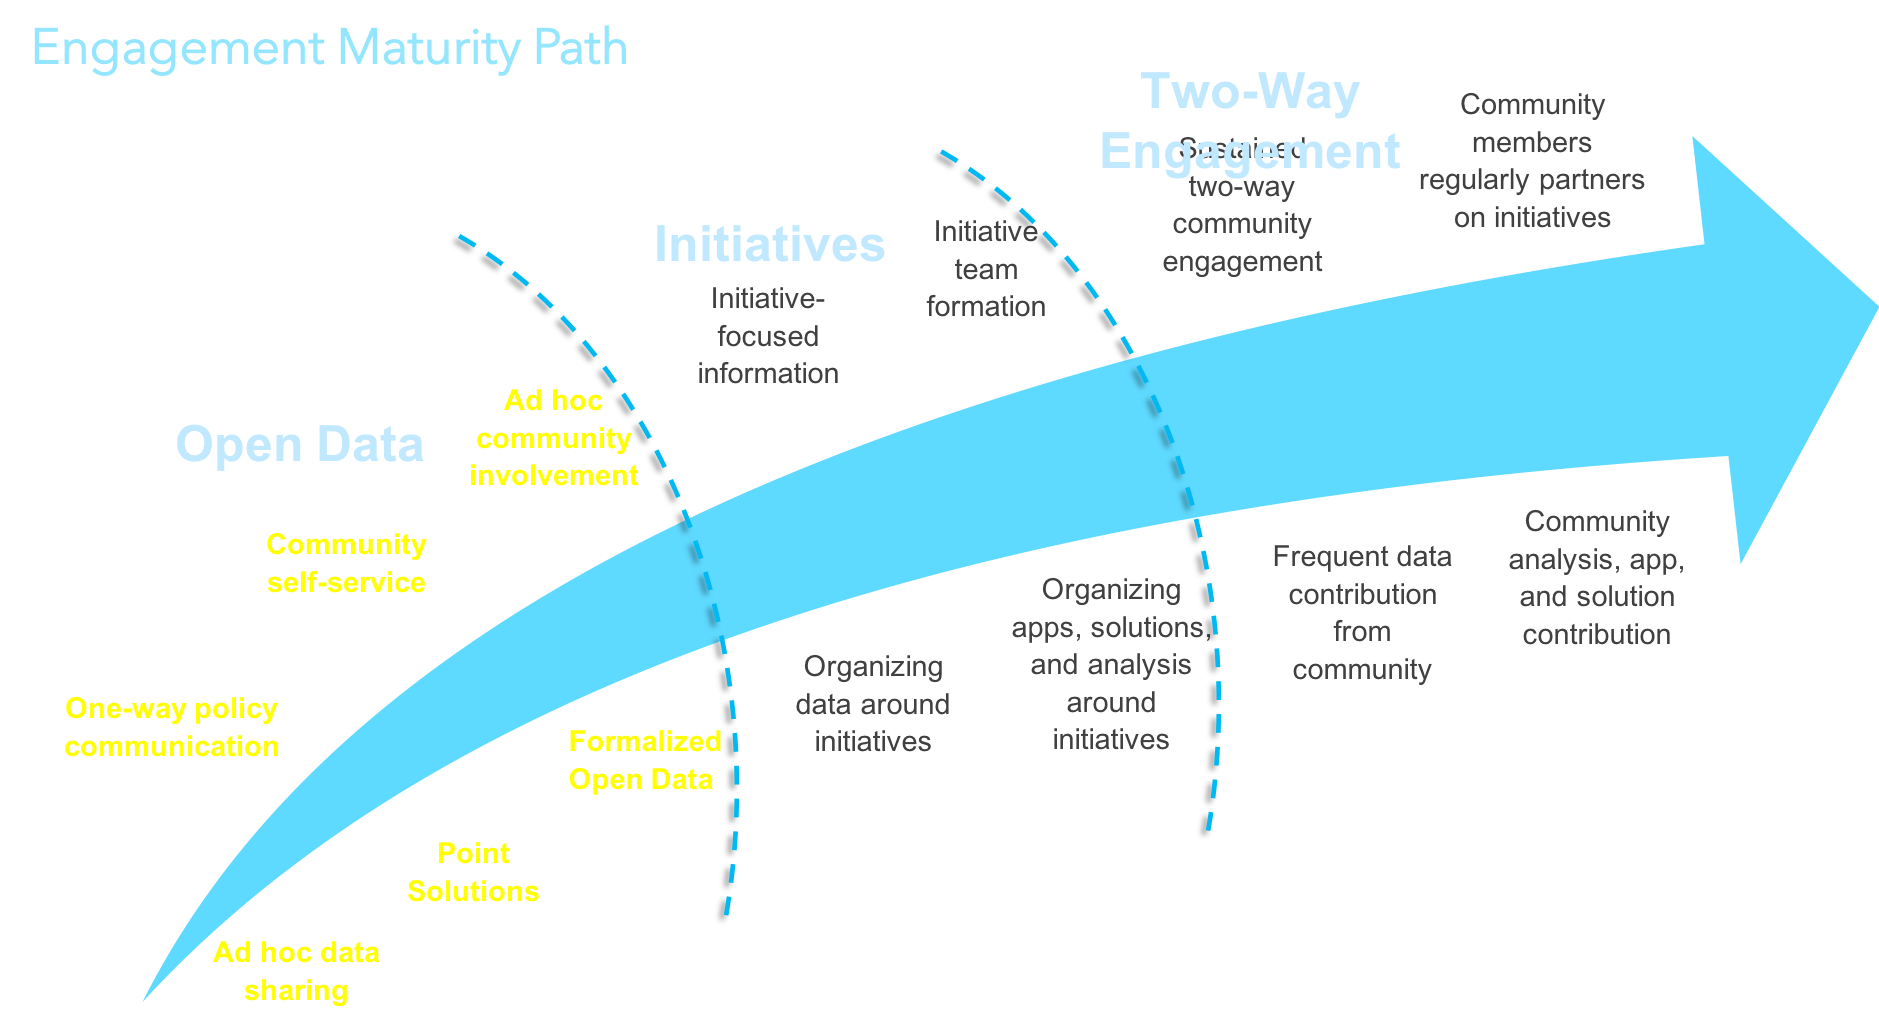 Engagement Maturity Path
Open Data
One-way policy
communication
Community
self-service
Ad hoc
community
involvement
Ad hoc data
sharing
Point
Solutions
Formalized
Open Data
Initiatives
Initiative-
focused
information
Initiative
team
formation
Organizing
data around
initiatives
Organizing
apps, solutions,
and analysis
around
initiatives
Two-Way
Engagement
Sustained
two-way
community
engagement
Community
members
regularly partners
on initiatives
Frequent data
contribution
from
community
Community
analysis, app,
and solution
contribution